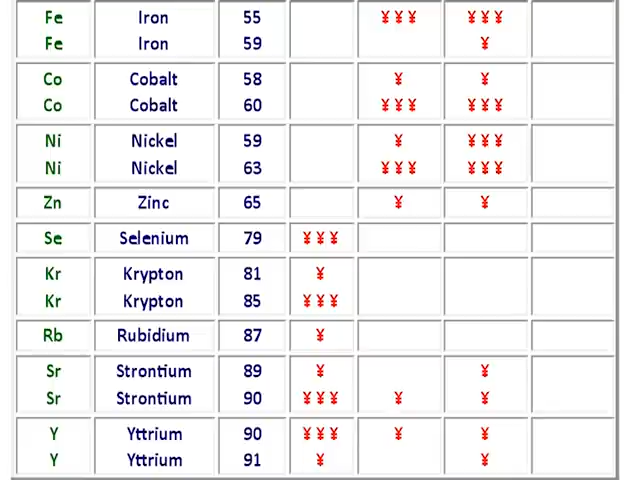 Fe Iron 55 ¥¥¥ ¥¥¥
Fe Iron 59 ¥
Co Cobalt 58 ¥ ¥
Co Cobalt 60 ¥¥¥ ¥¥¥
Ni Nickel 59 ¥ ¥¥¥
Ni Nickel 63 ¥¥¥ ¥¥¥
Zn Zinc 65 ¥ ¥
Se Selenium 79 ¥¥¥
Kr Krypton 81 ¥
Kr Krypton 85 ¥¥¥
Rb Rubidium 87 ¥
Sr Strontium 89 ¥ ¥
Sr Strontium 90 ¥¥¥ ¥ ¥
Y Yttrium 90 ¥¥¥ ¥ ¥
Y Yttrium 91 ¥ ¥